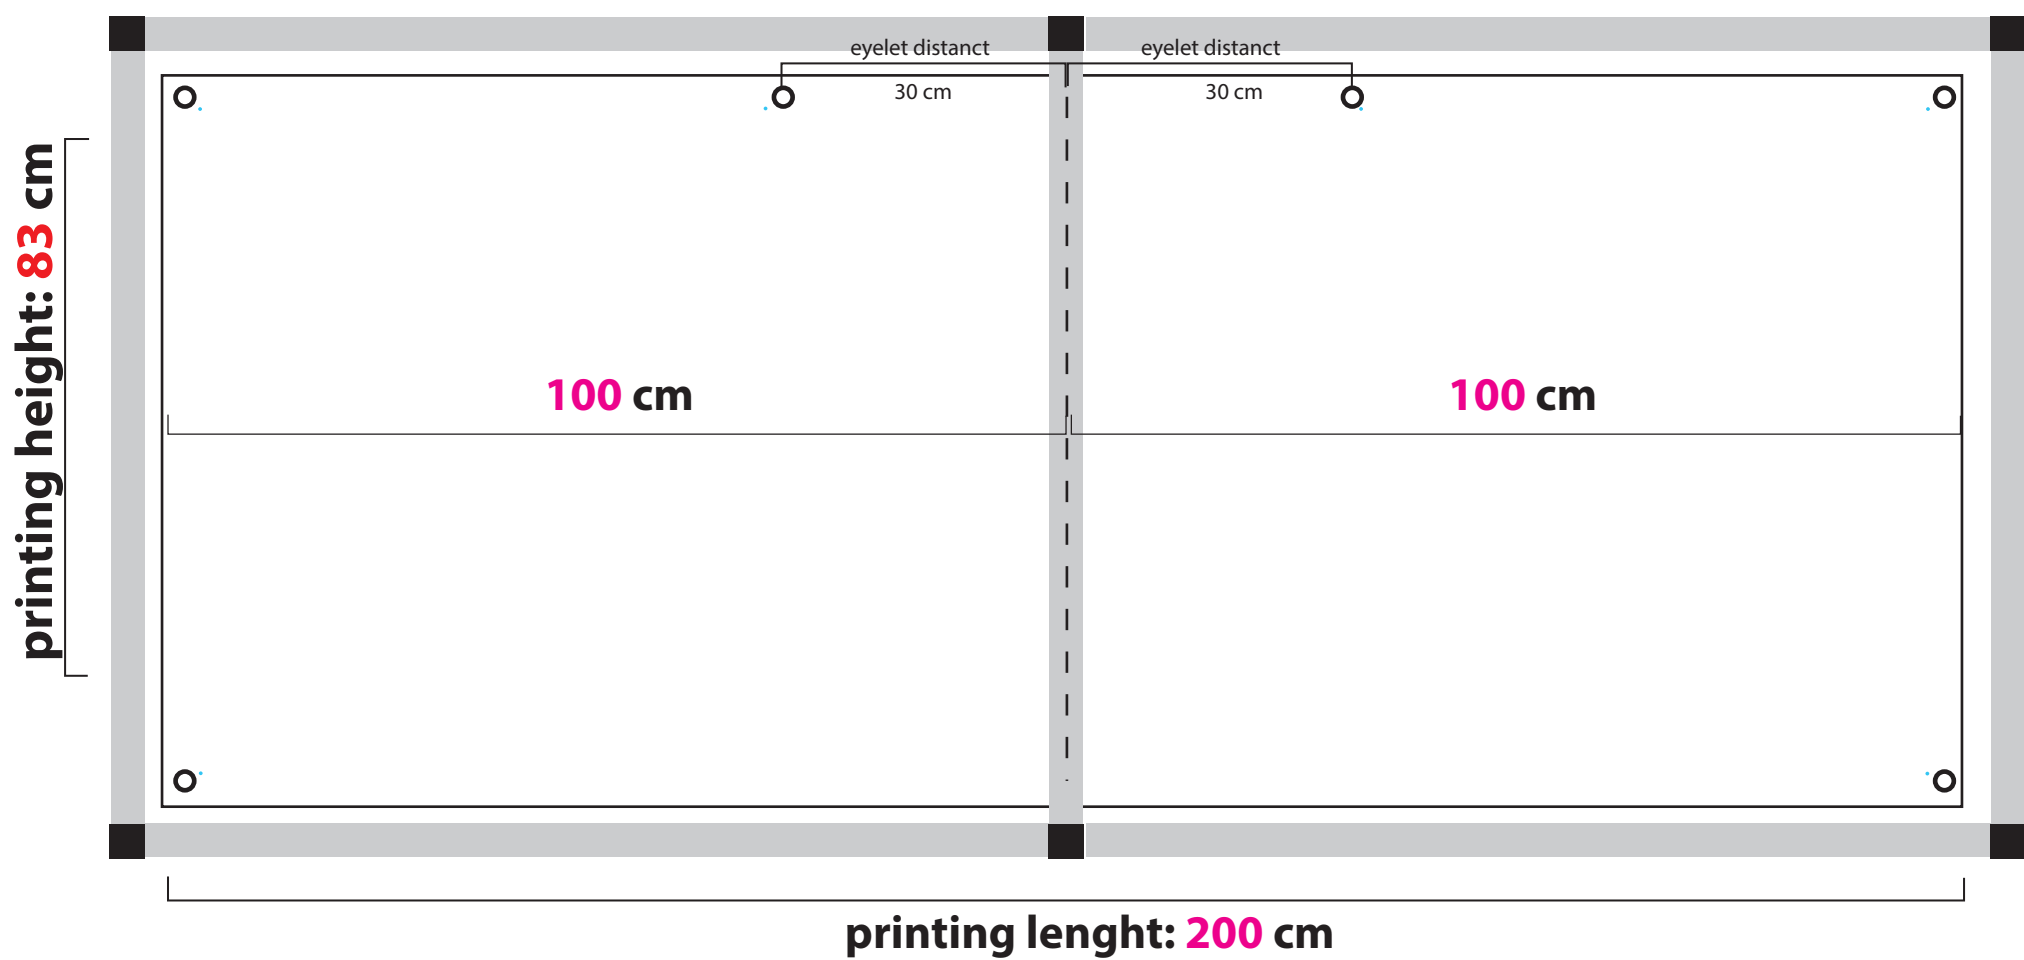 eyelet distanct
eyelet distanct
30 cm
30 cm
printing height: 83 cm
100 cm
100 cm
printing lenght: 200 cm